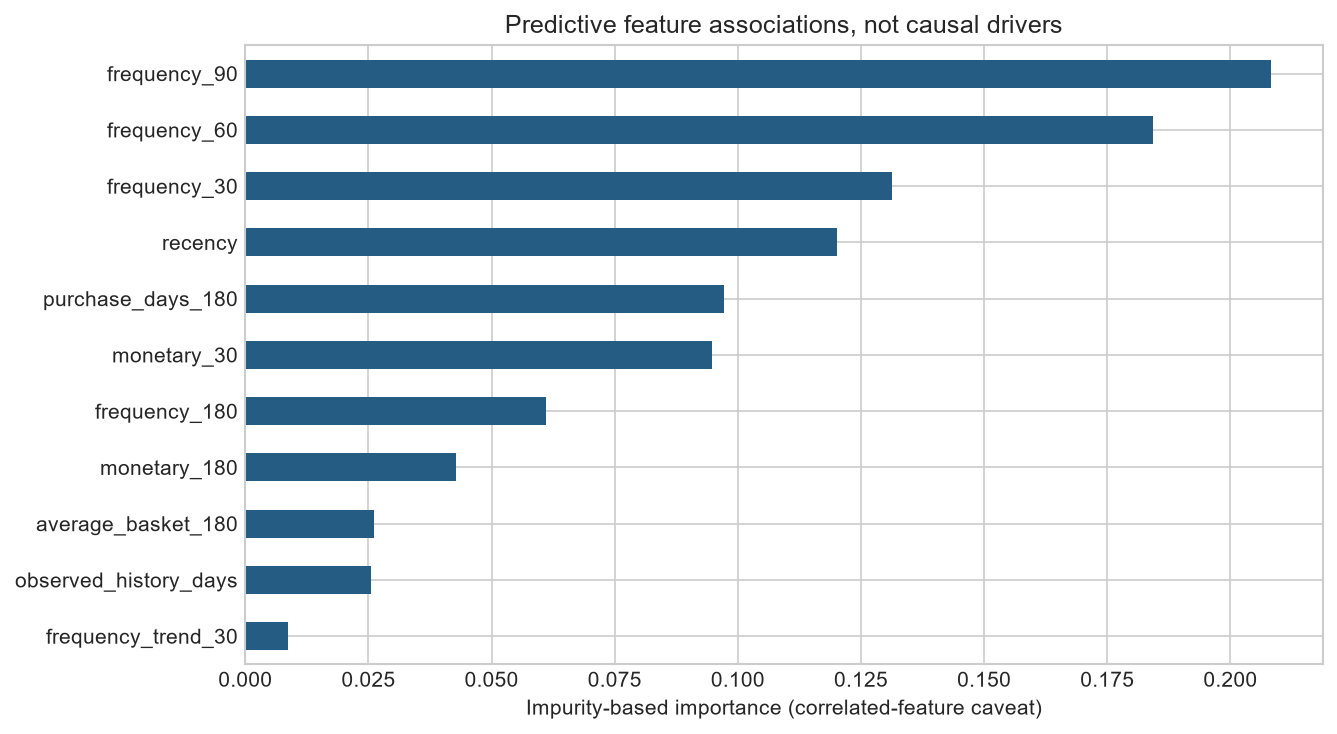 Predictive feature associations, not causal drivers
frequency_90
frequency_60
frequency_30
recency
purchase_days_180
monetary_30
frequency_180
monetary_180
average_basket_180
observed_history_days
frequency_trend_30
0.000 0.025 0.050 0.075 0.100 0.125 0.150 0.175 0.200
Impurity-based importance (correlated-feature caveat)